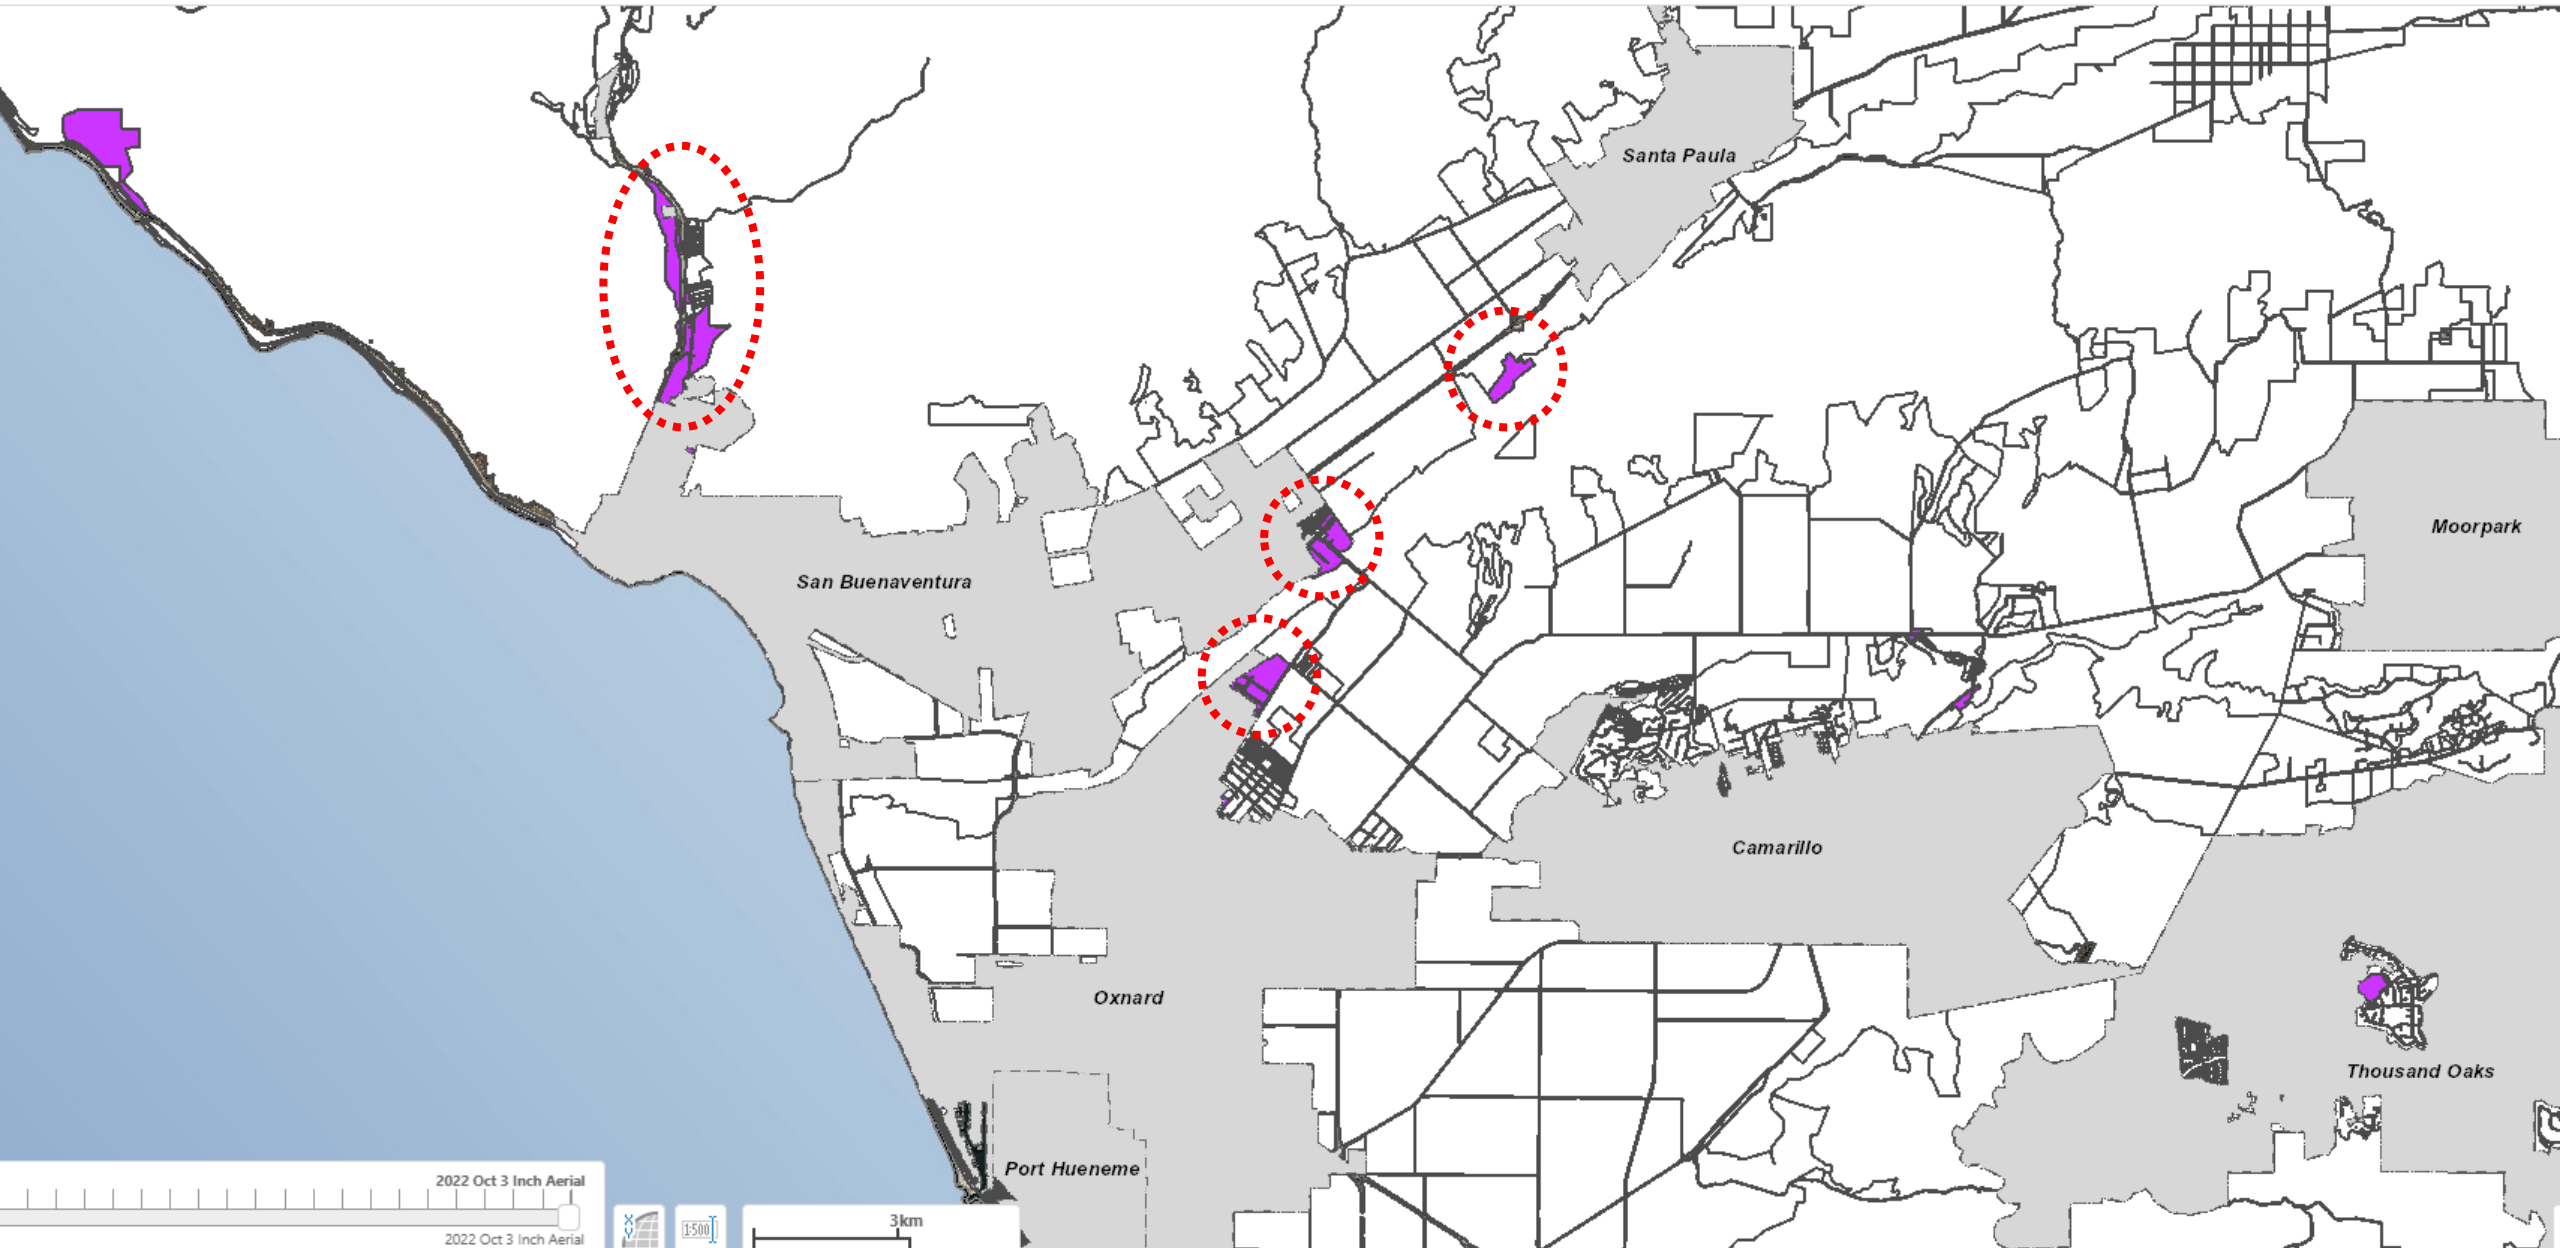 Santa Paula
Moorpark
San Buenaventura
Camarillo
Oxnard
Thousand Oaks
Port Hueneme
2022 Oct 3 Inch Aerial
2022 Oct 3 Inch Aerial
1:500
3km